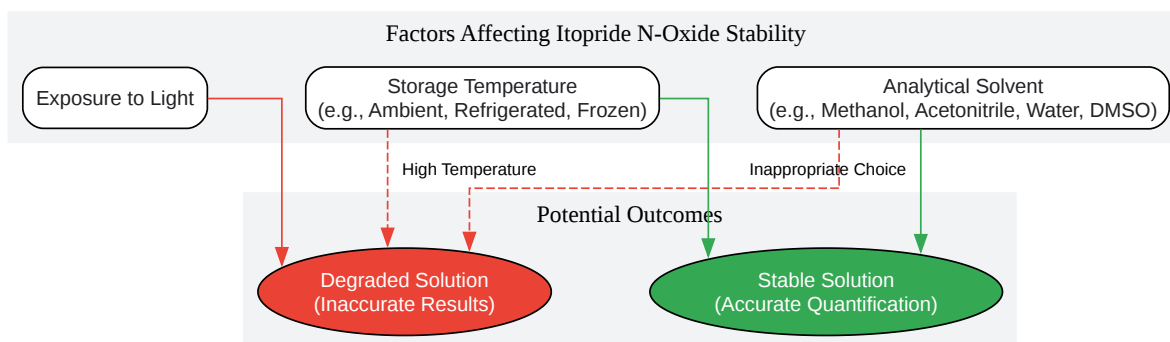 Factors Affecting Itopride N-Oxide Stability
Exposure to Light
Storage Temperature
(e.g., Ambient, Refrigerated, Frozen)
Analytical Solvent
(e.g., Methanol, Acetonitrile, Water, DMSO)
High Temperature
Inappropriate Choice
Potential Outcomes
Degraded Solution
(Inaccurate Results)
Stable Solution
(Accurate Quantification)